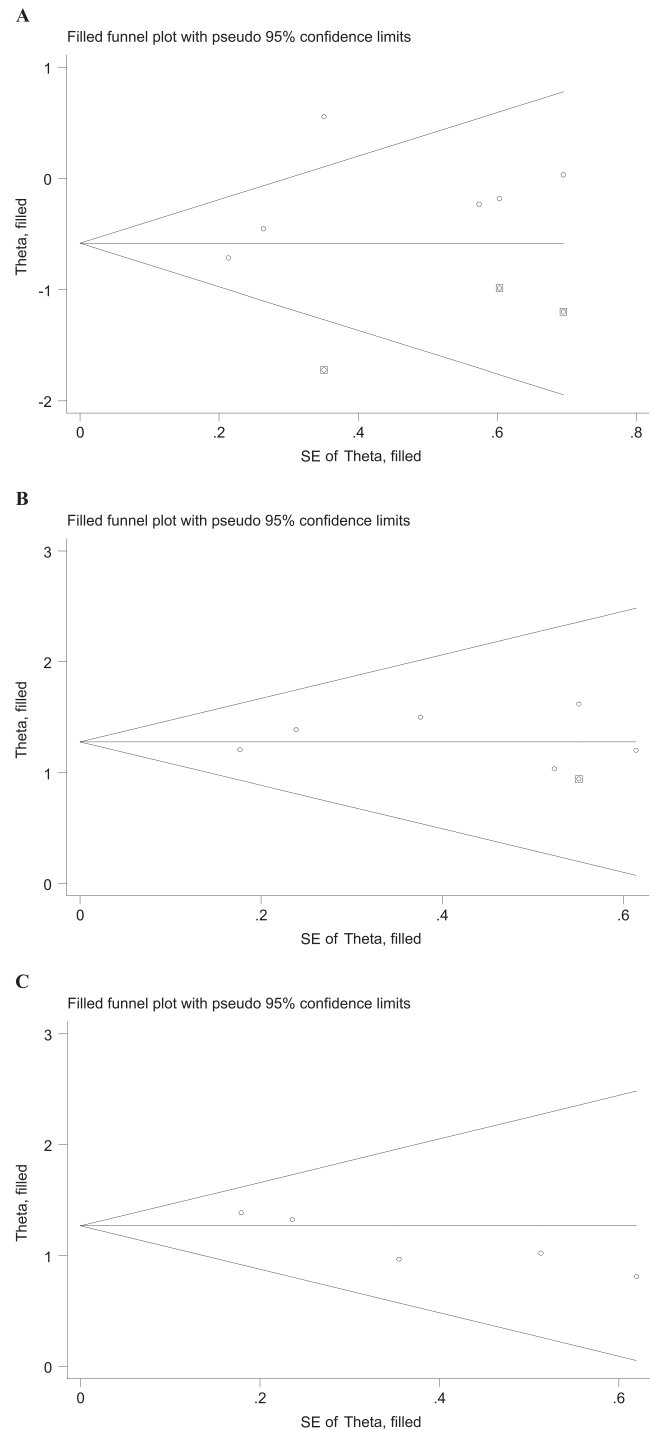 A
Filled funnel plot with pseudo 95% confidence limits
1
0
-1
-2
Theta, filled
0 .2 .4 .6 .8
SE of Theta, filled
B
Filled funnel plot with pseudo 95% confidence limits
3
2
1
0
Theta, filled
0 .2 .4 .6
SE of Theta, filled
C
Filled funnel plot with pseudo 95% confidence limits
3
2
1
0
Theta, filled
0 .2 .4 .6
SE of Theta, filled